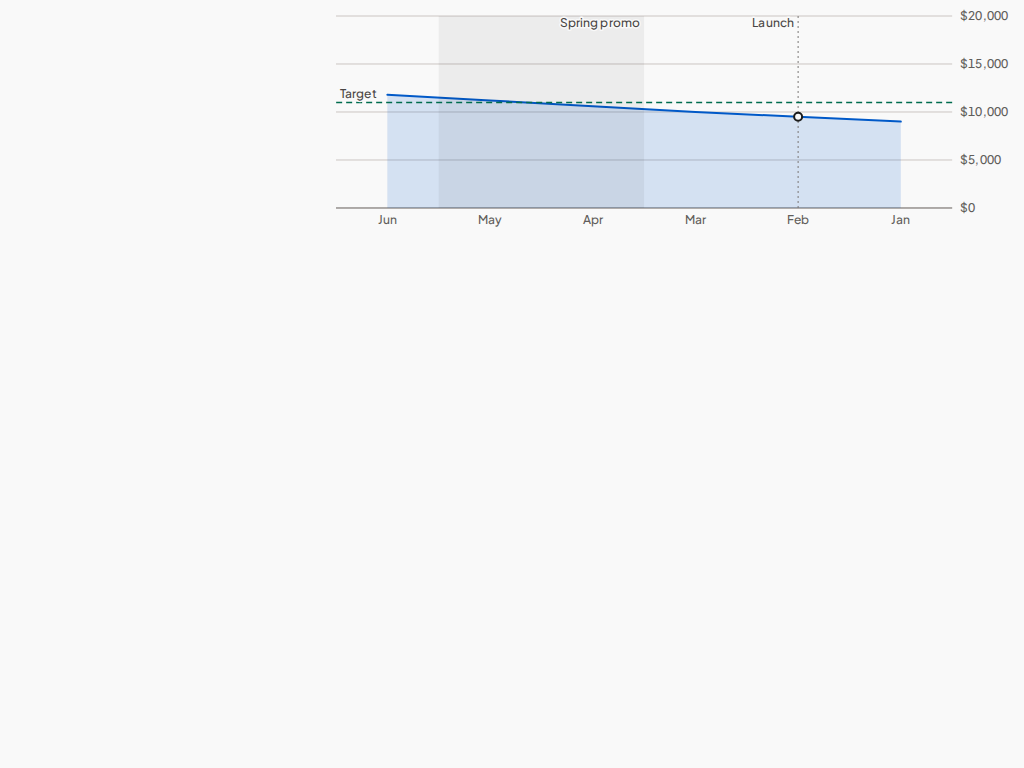 $20,000
Spring promo
Launch
$15,000
Target
$10,000
$5,000
$0
Jun May Apr Mar Feb Jan